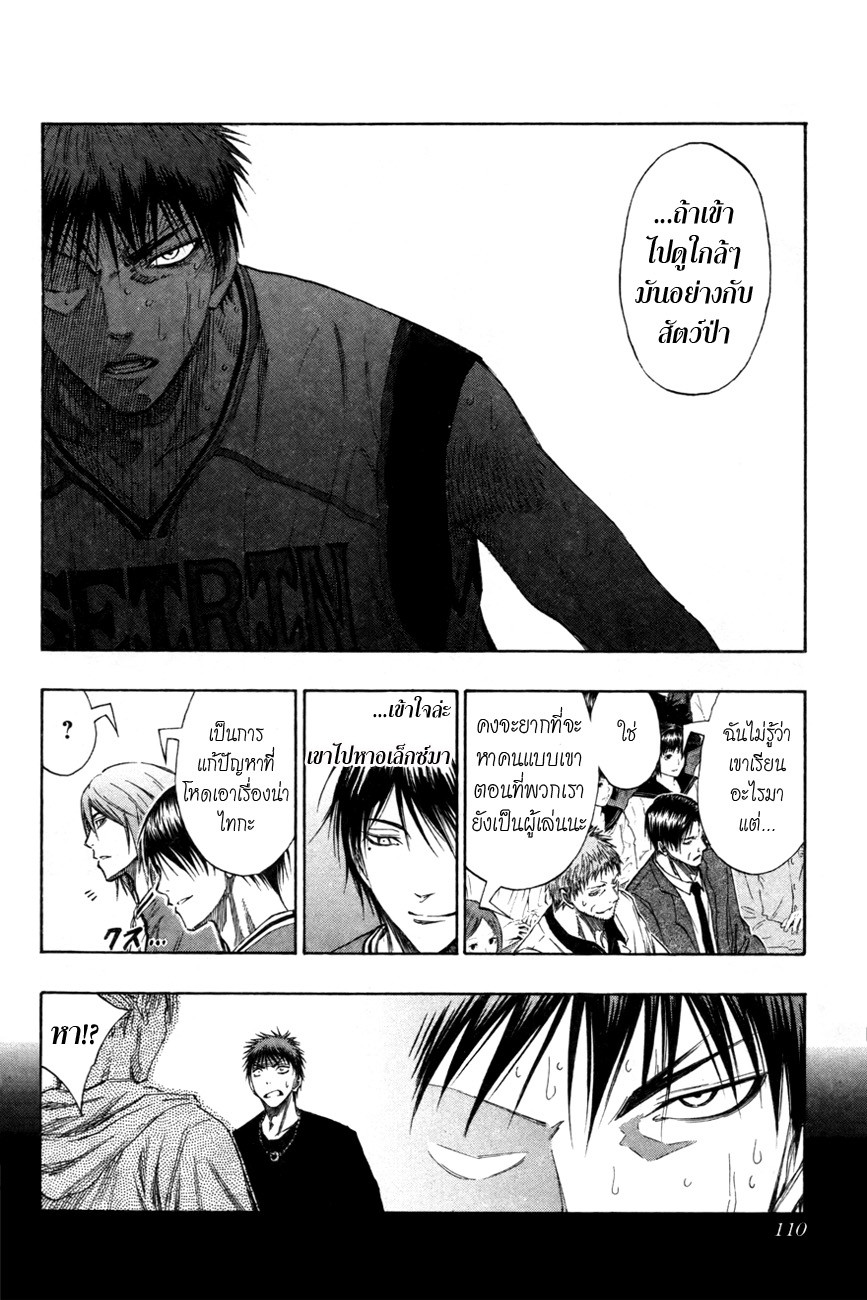 ...ถ้าเข้า
ไปดูใกล้ๆ
มันอย่างกับ
สัตว์ป่า
SEIRIN
ฉันไม่รู้ว่า
เขาเรียน
อะไรมา
แต่...
ใช่
คงจะยากที่จะ
หาคนแบบเขา
ตอนที่พวกเรา
ยังเป็นผู้เล่นนะ
...เข้าใจล่ะ
เขาไปหาอเล็กซ์มา
เป็นการ
แก้ปัญหาที่
โหดเอาเรื่องน่า
ไทกะ
?
クス...
หา!?
110